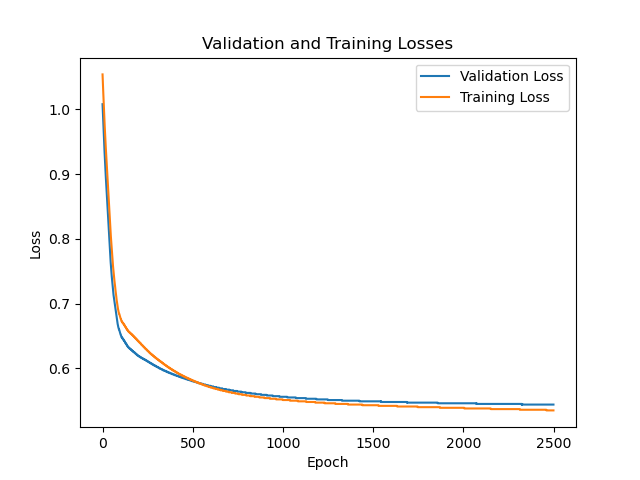 Validation and Training Losses
Validation Loss
Training Loss
Loss
1.0
0.9
0.8
0.7
0.6
0
500
1000
1500
2000
2500
Epoch